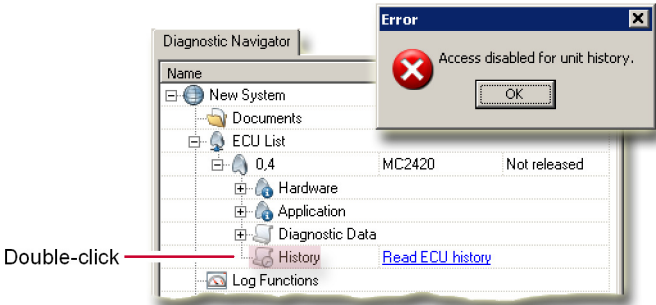 Error
Access disabled for unit history.
OK
Diagnostic Navigator
Name
New System
Documents
ECU List
0,4 MC2420 Not released
Hardware
Application
Diagnostic Data
Double-click
History Read ECU history
Log Functions